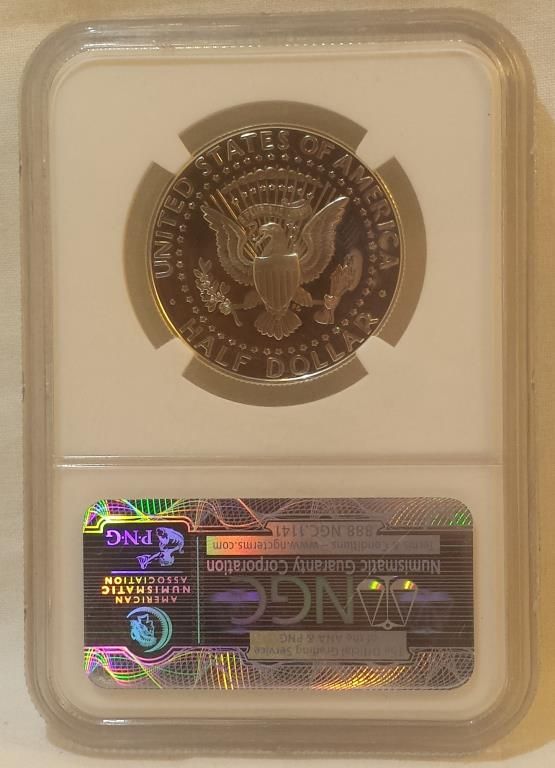 UNITED STATES OF AMERICA
HALF DOLLAR
The Official Grading Service
of the ANA & PNG
NGC
Numismatic Guaranty Corporation
Terms & Conditions – www.ngcterms.com
888.NGC.1141
AMERICAN
NUMISMATIC
ASSOCIATION
P·N·G